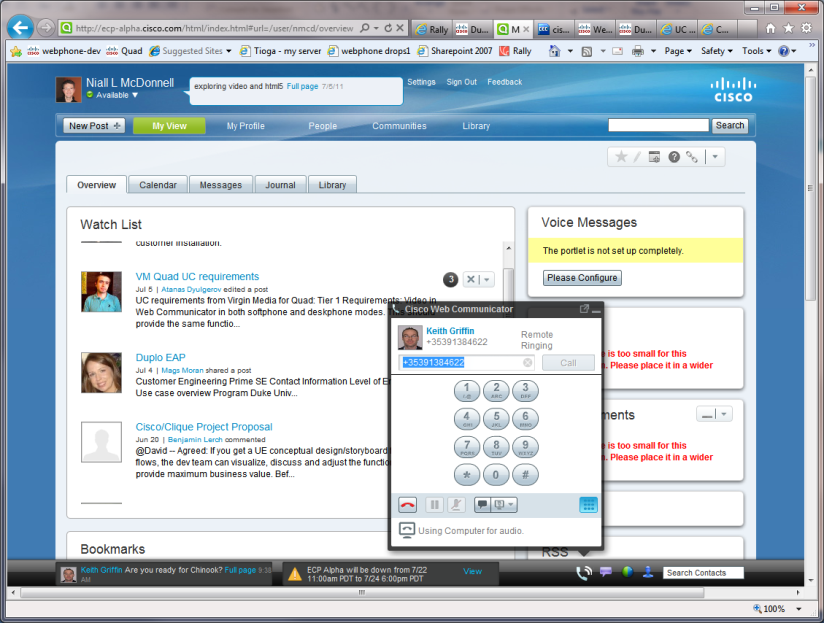 http://ecp-alpha.cisco.com/html/index.html#url=/user/nmcd/overview
Rally
Du...
M
cis...
We...
Du...
UC ...
C...
webphone-dev
Quad
Suggested Sites
Tioga - my server
webphone drops1
Sharepoint 2007
Rally
Page
Safety
Tools
Niall L McDonnell
Available
exploring video and html5 Full page 7/5/11
Settings Sign Out Feedback
CISCO
New Post
My View
My Profile
People
Communities
Library
Search
Overview
Calendar
Messages
Journal
Library
Watch List
customer installation.
VM Quad UC requirements
Jul 5 | Atanas Dyulgerov edited a post
UC requirements from Virgin Media for Quad: Tier 1 Requirements: Video in
Web Communicator in both softphone and deskphone modes. This should
provide the same functio...
3
Duplo EAP
Jul 4 | Mags Moran shared a post
Customer Engineering Prime SE Contact Information Level of E
Use case overview Program Duke Univ...
Cisco/Clique Project Proposal
Jun 20 | Benjamin Lerch commented
@David -- Agreed: If you get a UE conceptual design/storyboard
flows, the dev team can visualize, discuss and adjust the functio
provide maximum business value. Bef...
Bookmarks
Voice Messages
The portlet is not set up completely.
Please Configure
e is too small for this
. Please place it in a wider
ments
e is too small for this
. Please place it in a wider
RSS
Cisco Web Communicator
Keith Griffin
+35391384622
Remote
Ringing
+35391384622
Call
1
2 ABC
3 DEF
4 GHI
5 JKL
6 MNO
7 PQRS
8 TUV
9 WXYZ
*
0
#
Using Computer for audio.
Keith Griffin Are you ready for Chinook? Full page 9:38
AM
ECP Alpha will be down from 7/22
11:00am PDT to 7/24 6:00pm PDT
View
Search Contacts
100%